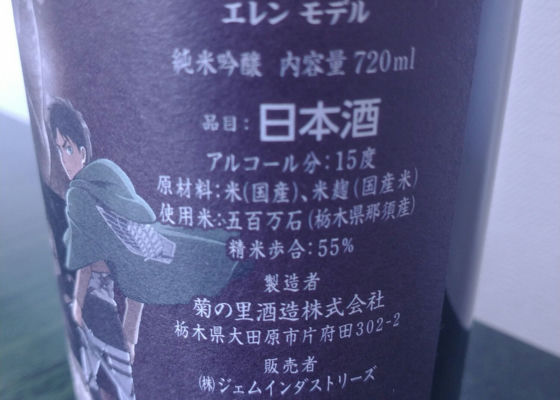 エレン モデル
純米吟醸 内容量720ml
品目：日本酒
アルコール分：15度
原材料：米(国産)、米麹(国産米)
使用米：五百万石(栃木県那須産)
精米歩合：55%
製造者
菊の里酒造株式会社
栃木県大田原市片府田302-2
販売者
㈱ジェムインダストリーズ